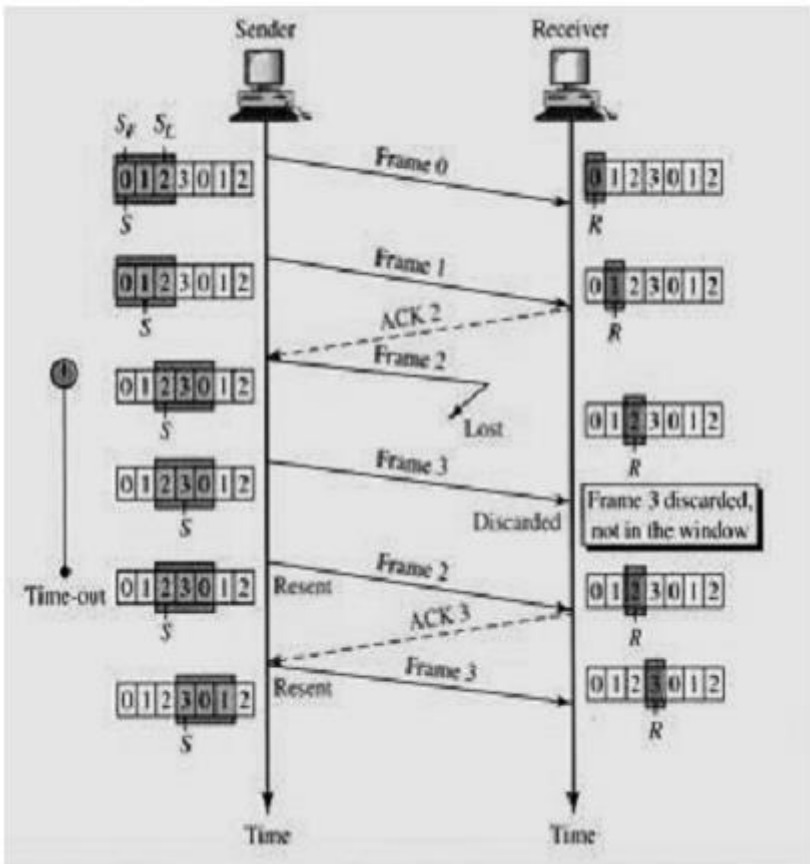 Sender
Receiver
S_F S_L
0 1 2 3 0 1 2
S
Frame 0
0 1 2 3 0 1 2
R
0 1 2 3 0 1 2
S
Frame 1
0 1 2 3 0 1 2
R
ACK 2
0 1 2 3 0 1 2
S
Frame 2
Lost
0 1 2 3 0 1 2
R
0 1 2 3 0 1 2
S
Frame 3
Discarded
Frame 3 discarded,
not in the window
Time-out
0 1 2 3 0 1 2
S
Resent
Frame 2
0 1 2 3 0 1 2
R
ACK 3
0 1 2 3 0 1 2
S
Resent
Frame 3
0 1 2 3 0 1 2
R
Time
Time